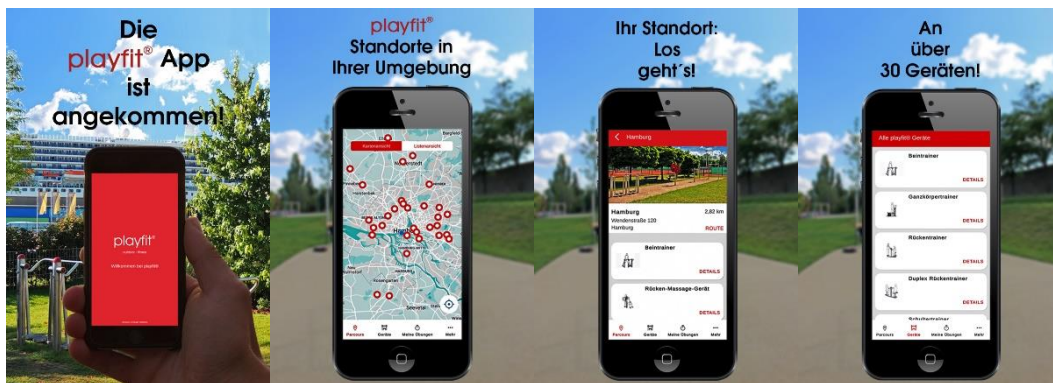 Die
playfit® App
ist
angekommen!
playfit®
Willkommen bei playfit!
playfit®
Standorte in
Ihrer Umgebung
Kartenansicht
Listenansicht
Hamburg
Seevetal
Parcours
Geräte
Meine Übungen
Mehr
Ihr Standort:
Los
geht´s!
Hamburg
Hamburg
2,82 km
Wendenstraße 120
Hamburg
ROUTE
Beintrainer
DETAILS
Rücken-Massage-Gerät
DETAILS
Parcours
Geräte
Meine Übungen
Mehr
An
über
30 Geräten!
Alle playfit® Geräte
Beintrainer
DETAILS
Ganzkörpertrainer
DETAILS
Rückentrainer
DETAILS
Duplex Rückentrainer
DETAILS
Schultertrainer
Parcours
Geräte
Meine Übungen
Mehr